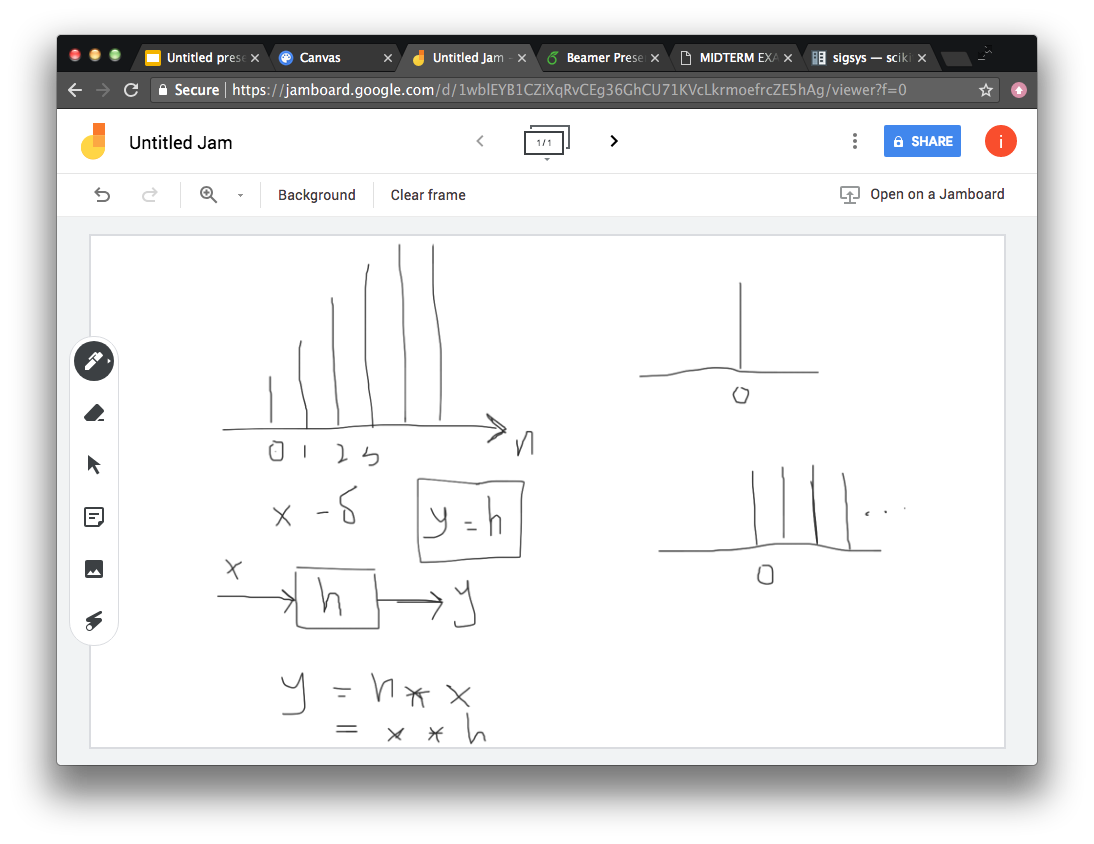 Untitled prese
Canvas
Untitled Jam -
Beamer Prese
MIDTERM EXA
sigsys — sciki
Secure | https://jamboard.google.com/d/1wblEYB1CZiXqRvCEg36GhCU71KVcLkrmoefrcZE5hAg/viewer?f=0
Untitled Jam
1/1
SHARE
i
Background
Clear frame
Open on a Jamboard
0 1 2 3
n
0
x - δ
y = h
x
h
y
0
...
y = h * x
= x * h